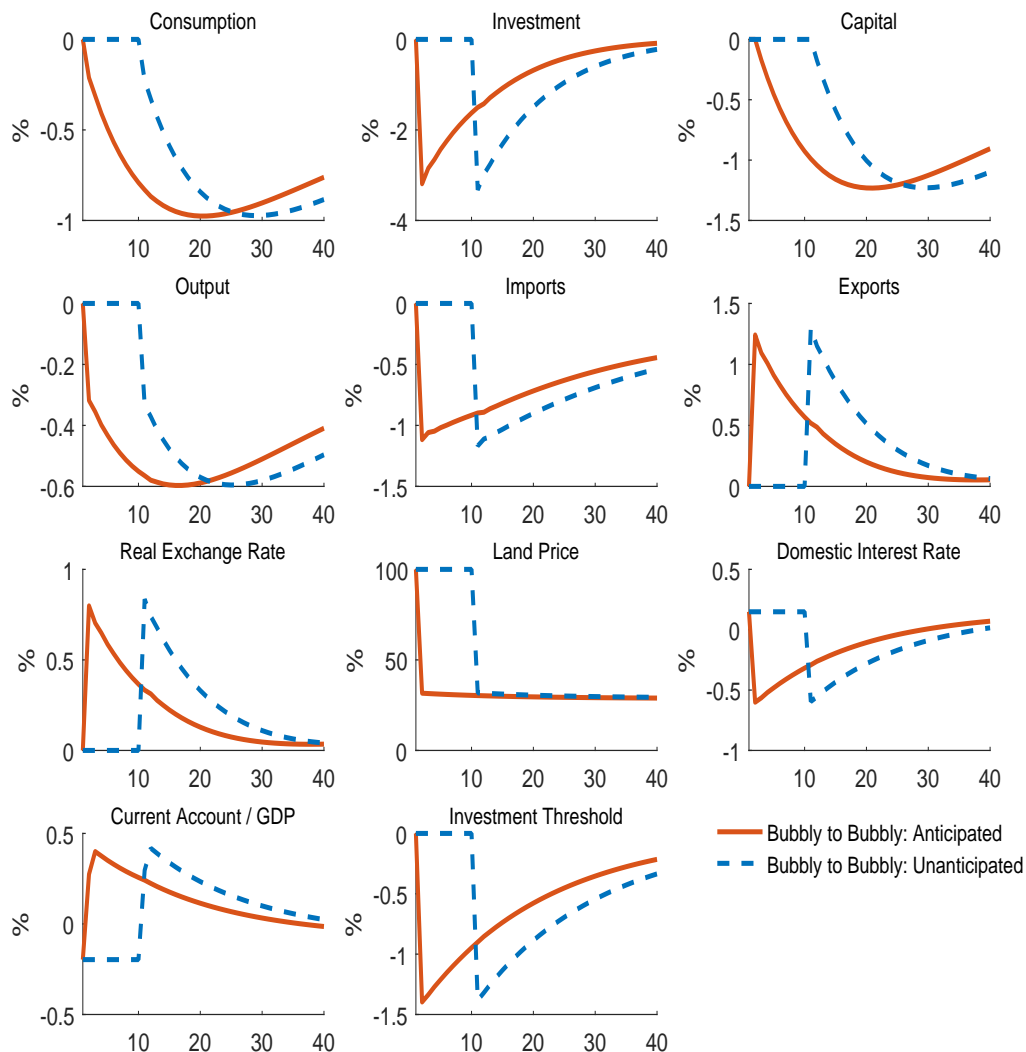 Consumption
0
-0.5
-1
%
10 20 30 40
Investment
0
-2
-4
%
10 20 30 40
Capital
0
-0.5
-1
-1.5
%
10 20 30 40
Output
0
-0.2
-0.4
-0.6
%
10 20 30 40
Imports
0
-0.5
-1
-1.5
%
10 20 30 40
Exports
1.5
1
0.5
0
%
10 20 30 40
Real Exchange Rate
1
0.5
0
%
10 20 30 40
Land Price
100
50
0
%
10 20 30 40
Domestic Interest Rate
0.5
0
-0.5
-1
%
10 20 30 40
Current Account / GDP
0.5
0
-0.5
%
10 20 30 40
Investment Threshold
0
-0.5
-1
-1.5
%
10 20 30 40
Bubbly to Bubbly: Anticipated
Bubbly to Bubbly: Unanticipated